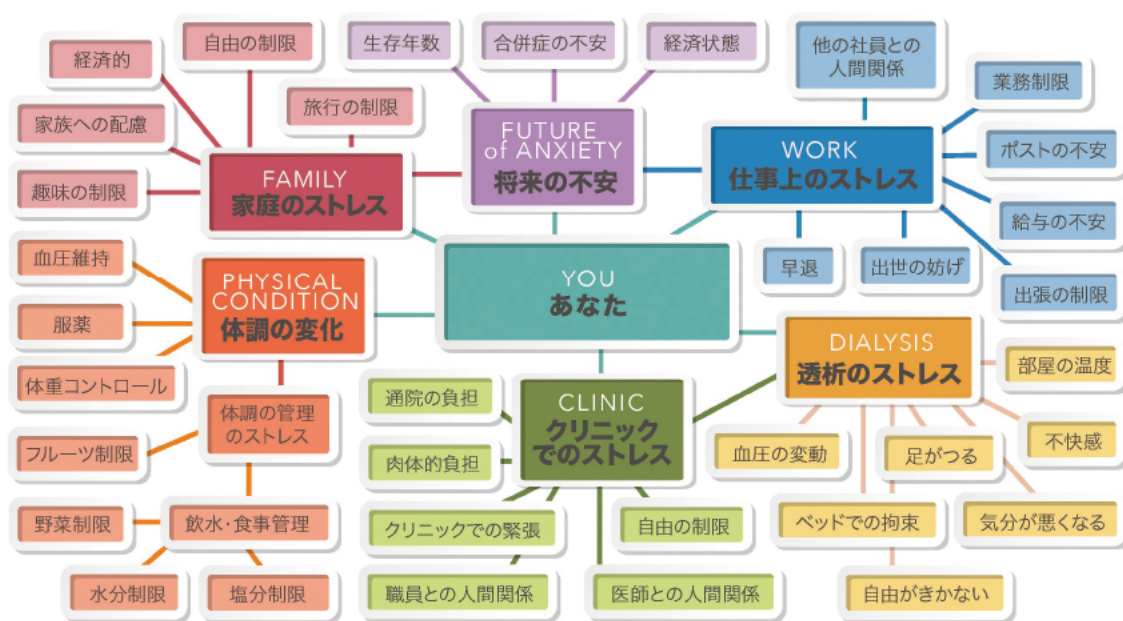 自由の制限
生存年数
合併症の不安
経済状態
他の社員との
人間関係
経済的
業務制限
旅行の制限
家族への配慮
FUTURE
of ANXIETY
将来の不安
WORK
仕事上のストレス
ポストの不安
FAMILY
家庭のストレス
趣味の制限
給与の不安
血圧維持
PHYSICAL
CONDITION
体調の変化
YOU
あなた
早退
出世の妨げ
出張の制限
服薬
DIALYSIS
透析のストレス
部屋の温度
体重コントロール
通院の負担
CLINIC
クリニック
でのストレス
体調の管理
のストレス
不快感
フルーツ制限
肉体的負担
血圧の変動
足がつる
野菜制限
飲水・食事管理
クリニックでの緊張
自由の制限
ベッドでの拘束
気分が悪くなる
水分制限
塩分制限
職員との人間関係
医師との人間関係
自由がきかない